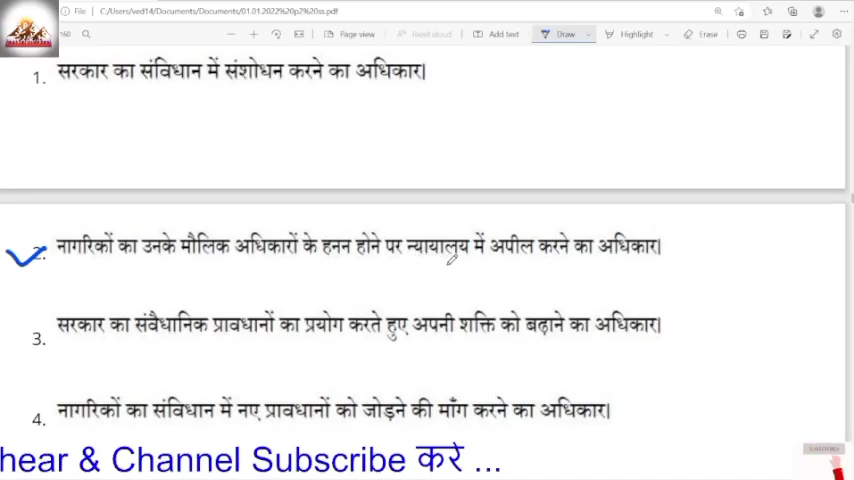 File | C:/Users/ved14/Documents/Documents/01.01.2022%20p2%20ss.pdf
160 Page view Read aloud Add text Draw Highlight Erase
1. सरकार का संविधान में संशोधन करने का अधिकार|
2. नागरिकों का उनके मौलिक अधिकारों के हनन होने पर न्यायालय में अपील करने का अधिकार|
3. सरकार का संवैधानिक प्रावधानों का प्रयोग करते हुए अपनी शक्ति को बढ़ाने का अधिकार|
4. नागरिकों का संविधान में नए प्रावधानों को जोड़ने की माँग करने का अधिकार|
hear & Channel Subscribe करे ...